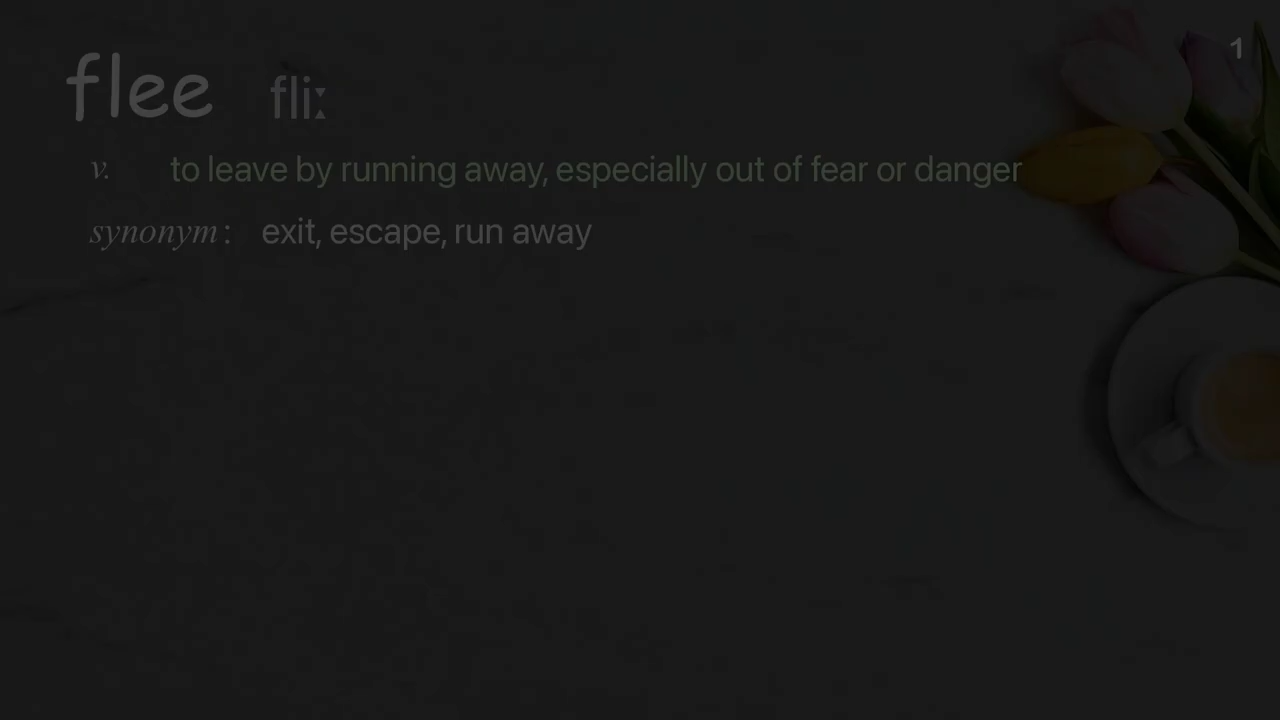 flee fliː 1
v. to leave by running away, especially out of fear or danger
synonym: exit, escape, run away